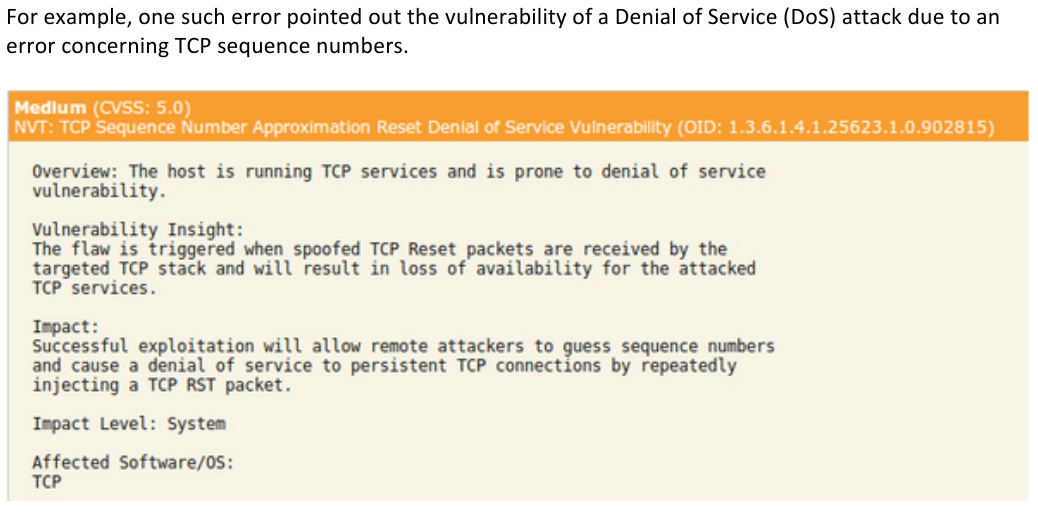 For example, one such error pointed out the vulnerability of a Denial of Service (DoS) attack due to an
error concerning TCP sequence numbers.
Medium (CVSS: 5.0)
NVT: TCP Sequence Number Approximation Reset Denial of Service Vulnerability (OID: 1.3.6.1.4.1.25623.1.0.902815)
Overview: The host is running TCP services and is prone to denial of service
vulnerability.
Vulnerability Insight:
The flaw is triggered when spoofed TCP Reset packets are received by the
targeted TCP stack and will result in loss of availability for the attacked
TCP services.
Impact:
Successful exploitation will allow remote attackers to guess sequence numbers
and cause a denial of service to persistent TCP connections by repeatedly
injecting a TCP RST packet.
Impact Level: System
Affected Software/OS:
TCP